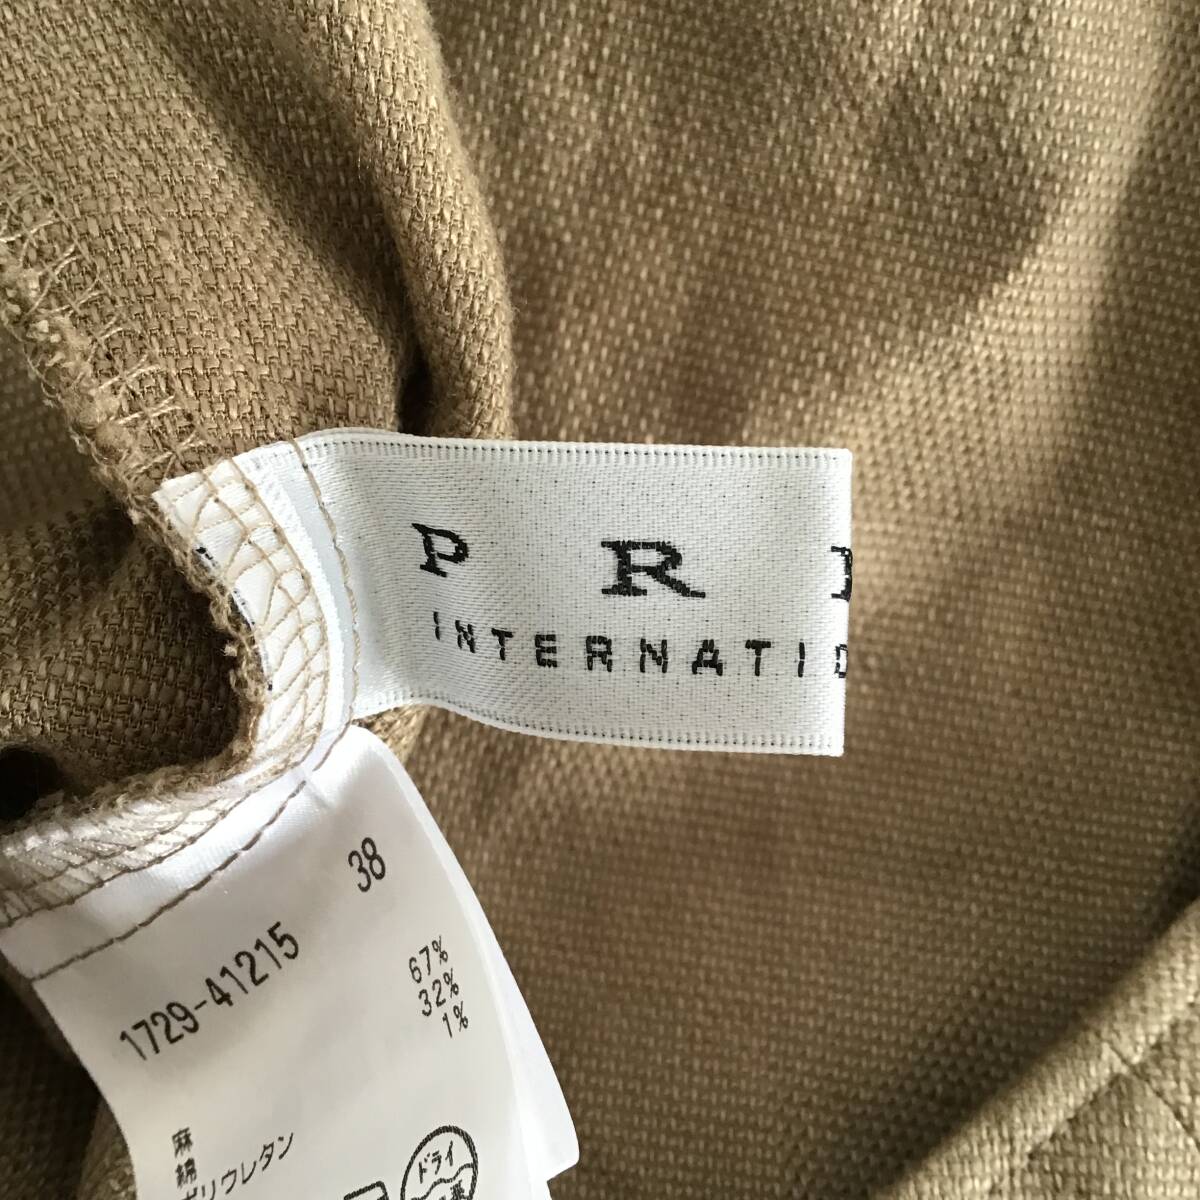 P R
INTERNATIO
38
1729-41215
67%
32%
1%
麻
綿
ポリウレタン
ドライ